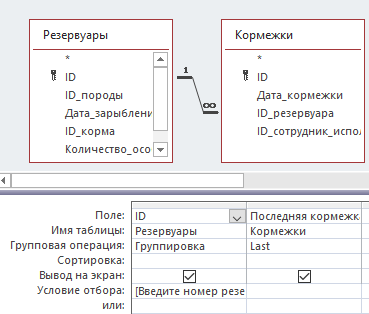 Резервуары
*
ID
ID_породы
Дата_зарыблени
ID_корма
Количество_осо
Кормежки
*
ID
Дата_кормежки
ID_резервуара
ID_сотрудник_испол
1
∞
Поле: ID Последняя кормежк
Имя таблицы: Резервуары Кормежки
Групповая операция: Группировка Last
Сортировка:
Вывод на экран:
Условие отбора: [Введите номер резе
или: